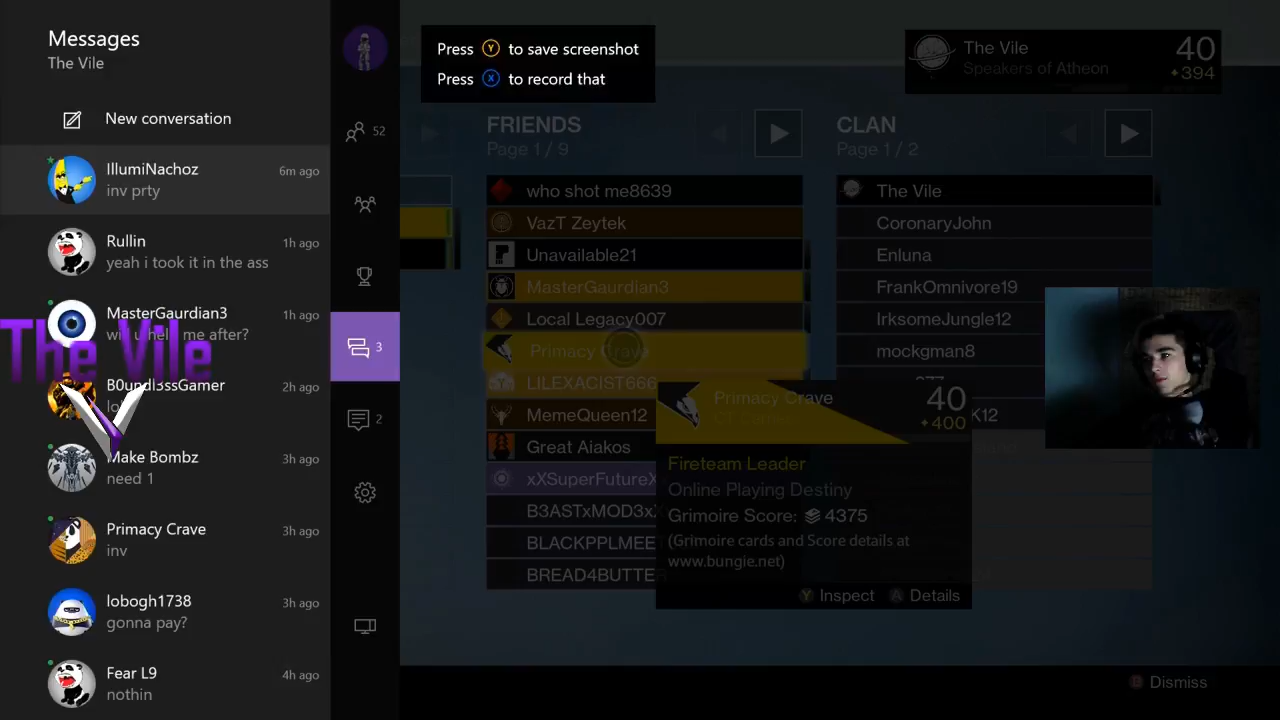 Messages
The Vile
New conversation
IllumiNachoz
6m ago
inv prty
Rullin
1h ago
yeah i took it in the ass
MasterGaurdian3
1h ago
me after?
The Vile
B0undl3ssGamer
2h ago
Make Bombz
3h ago
need 1
Primacy Crave
3h ago
inv
lobogh1738
3h ago
gonna pay?
Fear L9
4h ago
nothin
52
3
2
Press Y to save screenshot
Press X to record that
The Vile
40
Speakers of Atheon
394
FRIENDS
Page 1 / 9
who shot me8639
VazT Zeytek
Unavailable21
MasterGaurdian3
Local Legacy007
Primacy Crave
LILEXACIST666
MemeQueen12
Great Aiakos
xXSuperFutureX
B3ASTxMOD3x
BLACKPPLMEE
BREAD4BUTTE
CLAN
Page 1 / 2
The Vile
CoronaryJohn
Enluna
FrankOmnivore19
IrksomeJungle12
mockgman8
K12
Primacy Crave
40
400
Fireteam Leader
Online Playing Destiny
Grimoire Score: 4375
(Grimoire cards and Score details at
www.bungie.net)
Y Inspect A Details
B Dismiss